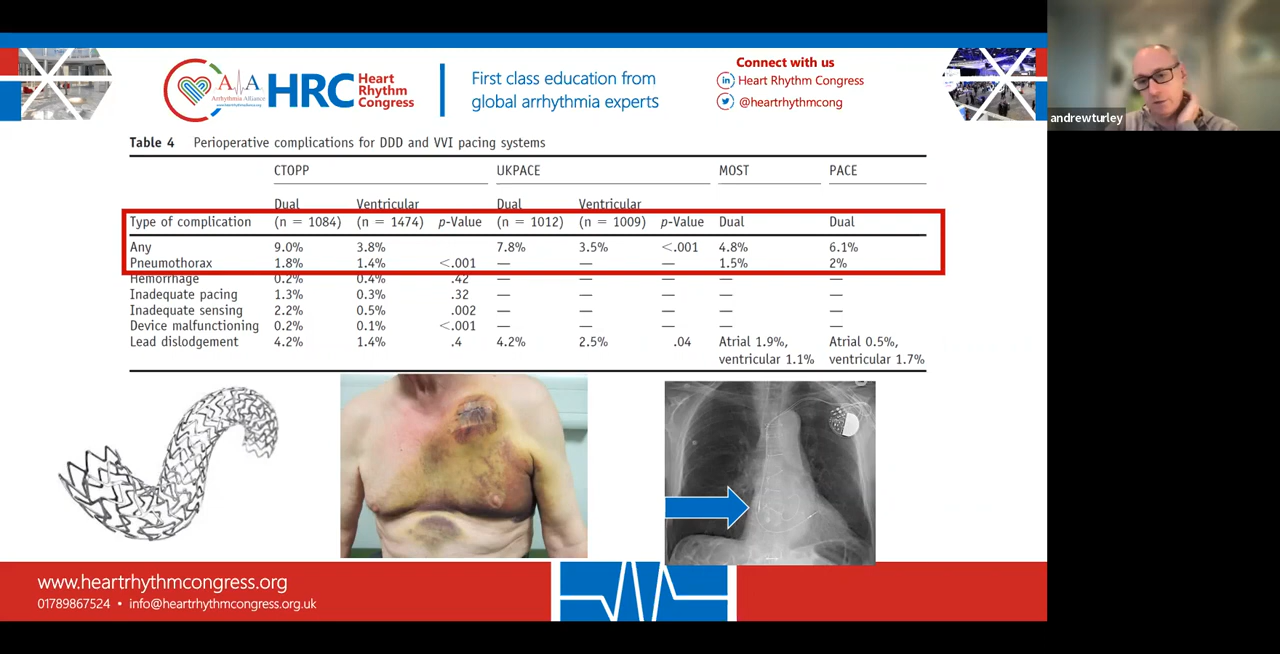 Arrhythmia Alliance
www.heartrhythmcongress.org
HRC
Heart
Rhythm
Congress
First class education from
global arrhythmia experts
Connect with us
in Heart Rhythm Congress
@heartrhythmcong
andrewturley
Table 4 Perioperative complications for DDD and VVI pacing systems
CTOPP UKPACE MOST PACE
Dual Ventricular Dual Ventricular
Type of complication (n = 1084) (n = 1474) p-Value (n = 1012) (n = 1009) p-Value Dual Dual
Any 9.0% 3.8% 7.8% 3.5% <.001 4.8% 6.1%
Pneumothorax 1.8% 1.4% <.001 — — — 1.5% 2%
Hemorrhage 0.2% 0.4% .42 — — — — —
Inadequate pacing 1.3% 0.3% .32 — — — — —
Inadequate sensing 2.2% 0.5% .002 — — — — —
Device malfunctioning 0.2% 0.1% <.001 — — — — —
Lead dislodgement 4.2% 1.4% .4 4.2% 2.5% .04 Atrial 1.9%, Atrial 0.5%,
ventricular 1.1% ventricular 1.7%
www.heartrhythmcongress.org
01789867524 • info@heartrhythmcongress.org.uk